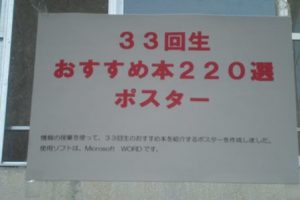 33回生
おすすめ本220選
ポスター
情報の授業を使って、33回生のおすすめ本を紹介するポスターを作成しました。
使用ソフトは、Microsoft WORDです。